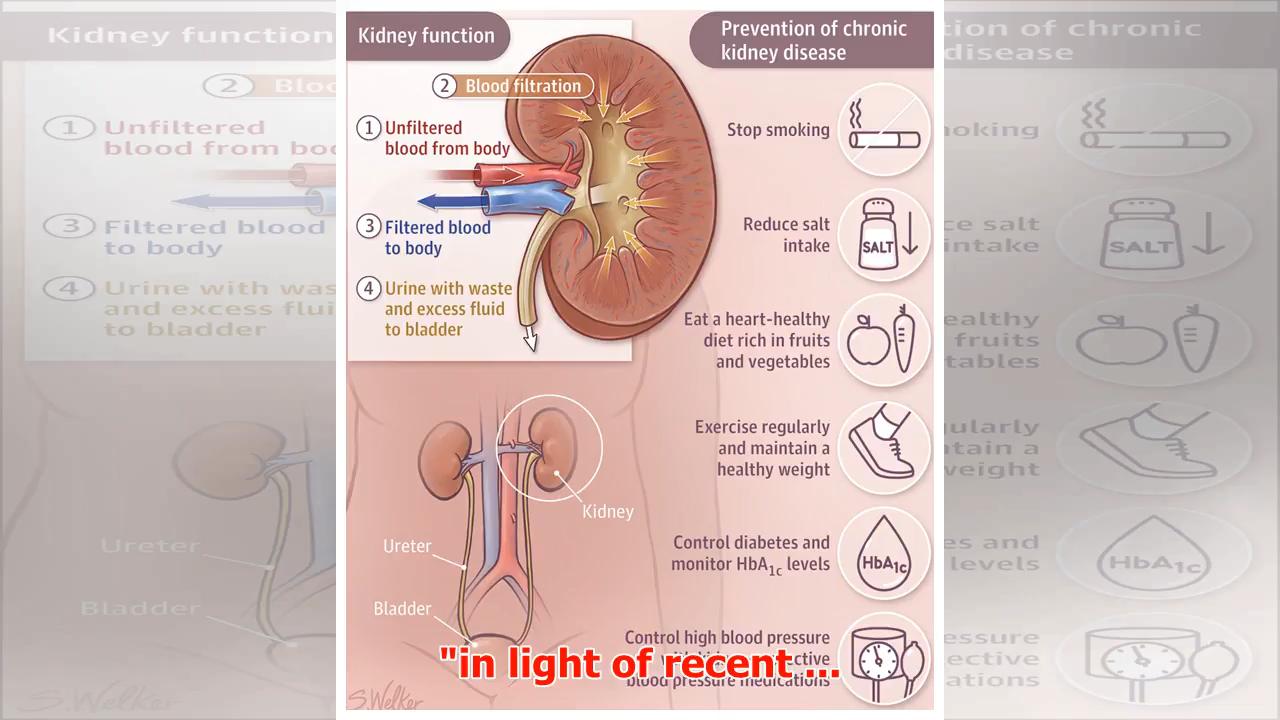 Kidney function
2 Blood filtration
1 Unfiltered
blood from body
3 Filtered blood
to body
4 Urine with waste
and excess fluid
to bladder
Kidney
Ureter
Bladder
S.Welker
Prevention of chronic
kidney disease
Stop smoking
Reduce salt
intake
SALT
Eat a heart-healthy
diet rich in fruits
and vegetables
Exercise regularly
and maintain a
healthy weight
Control diabetes and
monitor HbA1c levels
HbA1c
Control high blood pressure
blood pressure medications
"in light of recent ...